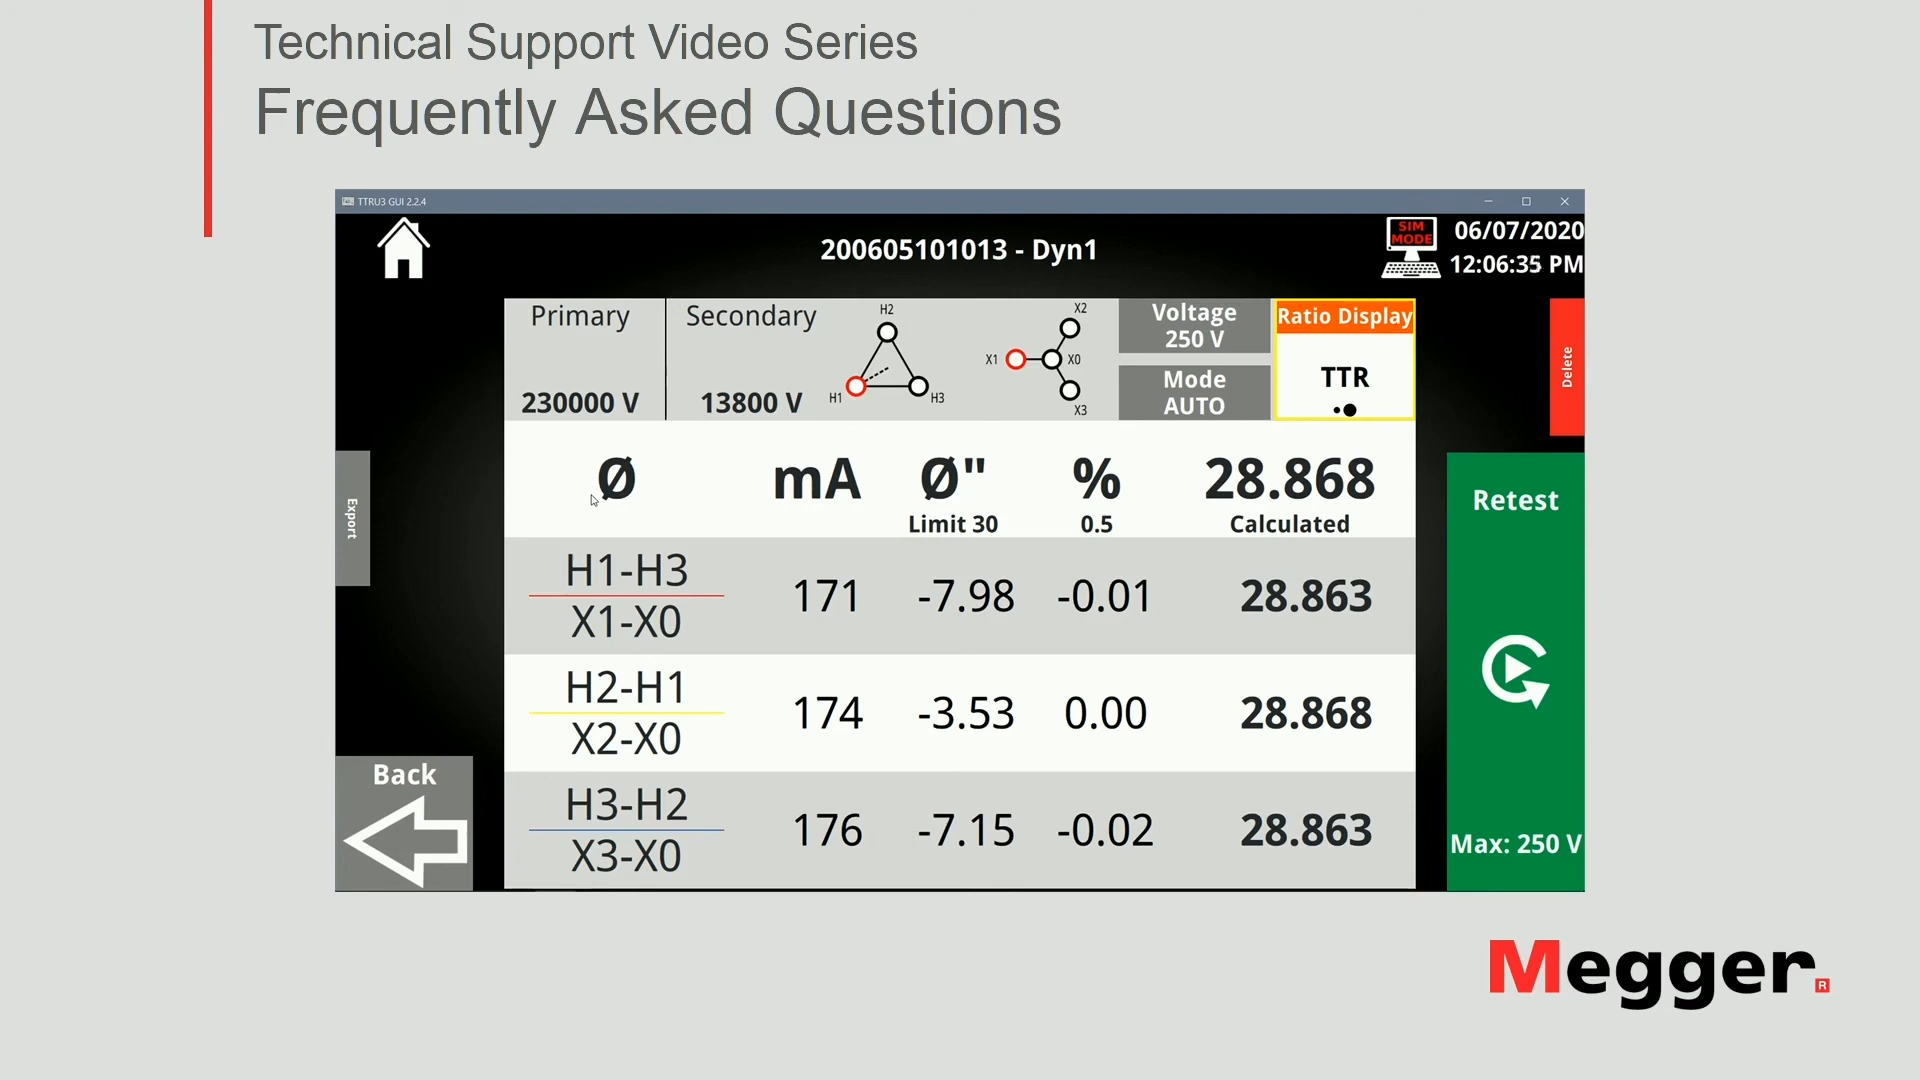 Technical Support Video Series
Frequently Asked Questions
TTRU3 GUI 2.2.4
200605101013 - Dyn1
SIM
MODE
06/07/2020
12:06:35 PM
Primary
230000 V
Secondary
13800 V
H2
H1
H3
X2
X1
X0
X3
Voltage
250 V
Mode
AUTO
Ratio Display
TTR
Delete
Export
Ø mA Ø" % 28.868
Limit 30 0.5 Calculated
H1-H3
X1-X0
171 -7.98 -0.01 28.863
H2-H1
X2-X0
174 -3.53 0.00 28.868
H3-H2
X3-X0
176 -7.15 -0.02 28.863
Retest
Max: 250 V
Back
Megger®